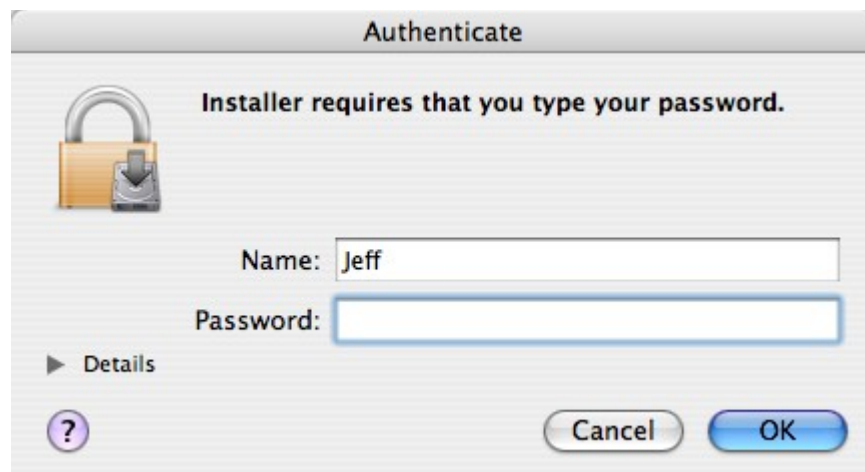 Authenticate
Installer requires that you type your password.
Name: Jeff
Password:
Details
? Cancel OK